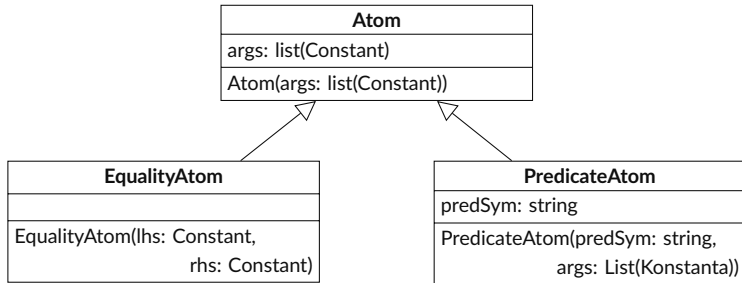 Atom
args: list(Constant)
Atom(args: list(Constant))
EqualityAtom
EqualityAtom(lhs: Constant,
rhs: Constant)
PredicateAtom
predSym: string
PredicateAtom(predSym: string,
args: List(Konstanta))